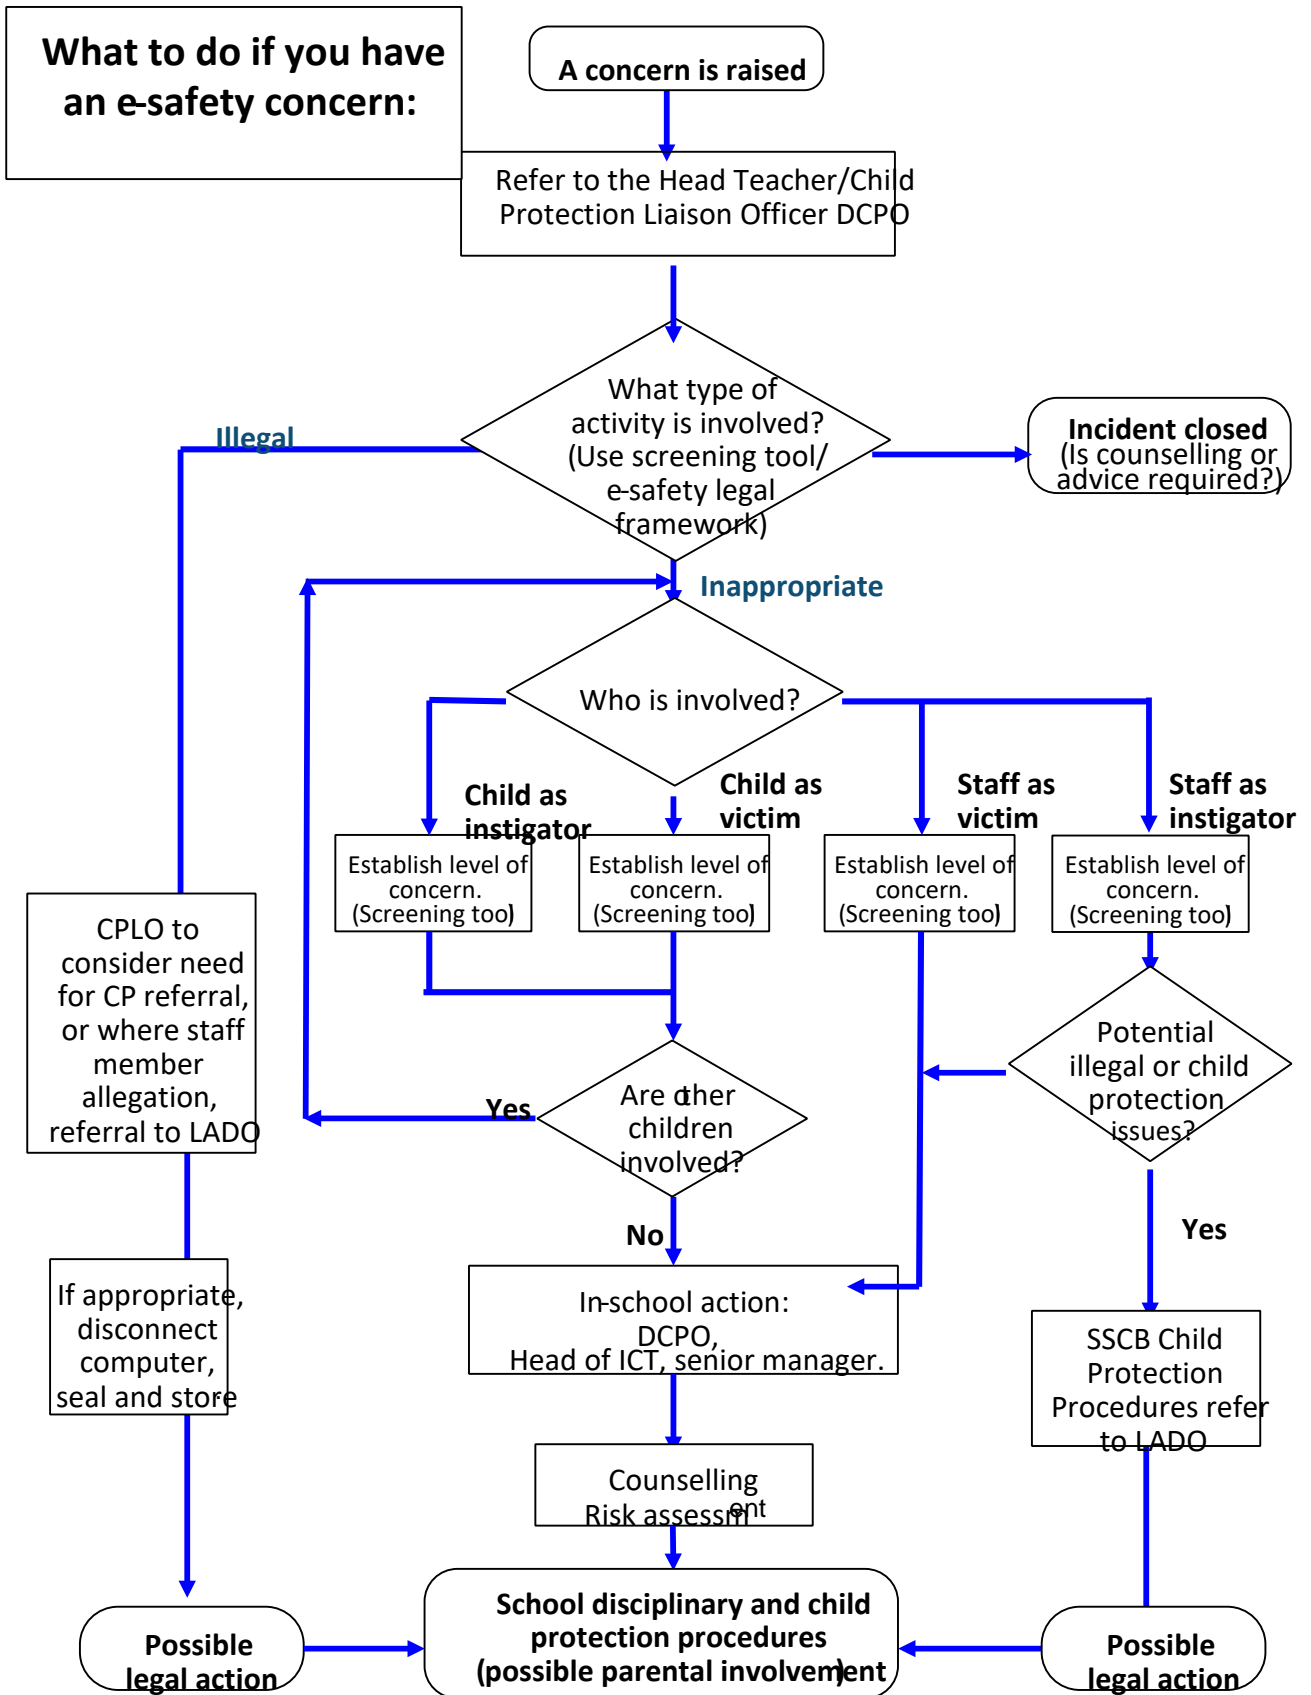 What to do if you have
an e-safety concern:
A concern is raised
Refer to the Head Teacher/Child
Protection Liaison Officer DCPO
What type of
activity is involved?
(Use screening tool/
e-safety legal
framework)
Illegal
Incident closed
(Is counselling or
advice required?)
Inappropriate
Who is involved?
Child as
instigator
Child as
victim
Staff as
victim
Staff as
instigator
Establish level of
concern.
(Screening tool)
Establish level of
concern.
(Screening tool)
Establish level of
concern.
(Screening tool)
Establish level of
concern.
(Screening tool)
CPLO to
consider need
for CP referral,
or where staff
member
allegation,
referral to LADO
Potential
illegal or child
protection
issues?
Are other
children
involved?
Yes
No
Yes
If appropriate,
disconnect
computer,
seal and store.
In-school action:
DCPO,
Head of ICT, senior manager.
SSCB Child
Protection
Procedures refer
to LADO
Counselling
Risk assessment
School disciplinary and child
protection procedures
(possible parental involvement)
Possible
legal action
Possible
legal action